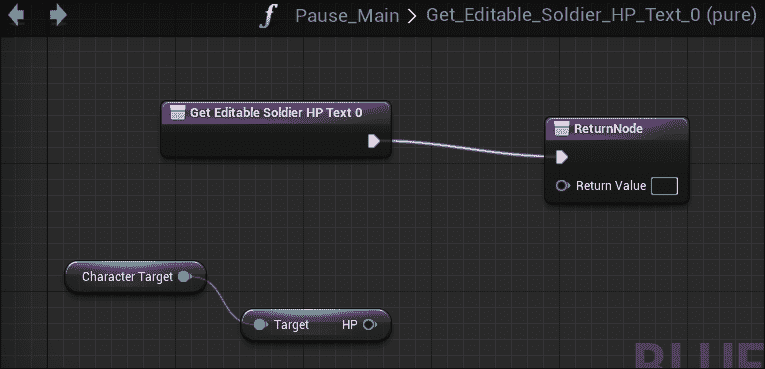 Pause_Main > Get_Editable_Soldier_HP_Text_0 (pure)
Get Editable Soldier HP Text 0
ReturnNode
Return Value
Character Target
Target HP
BLUE